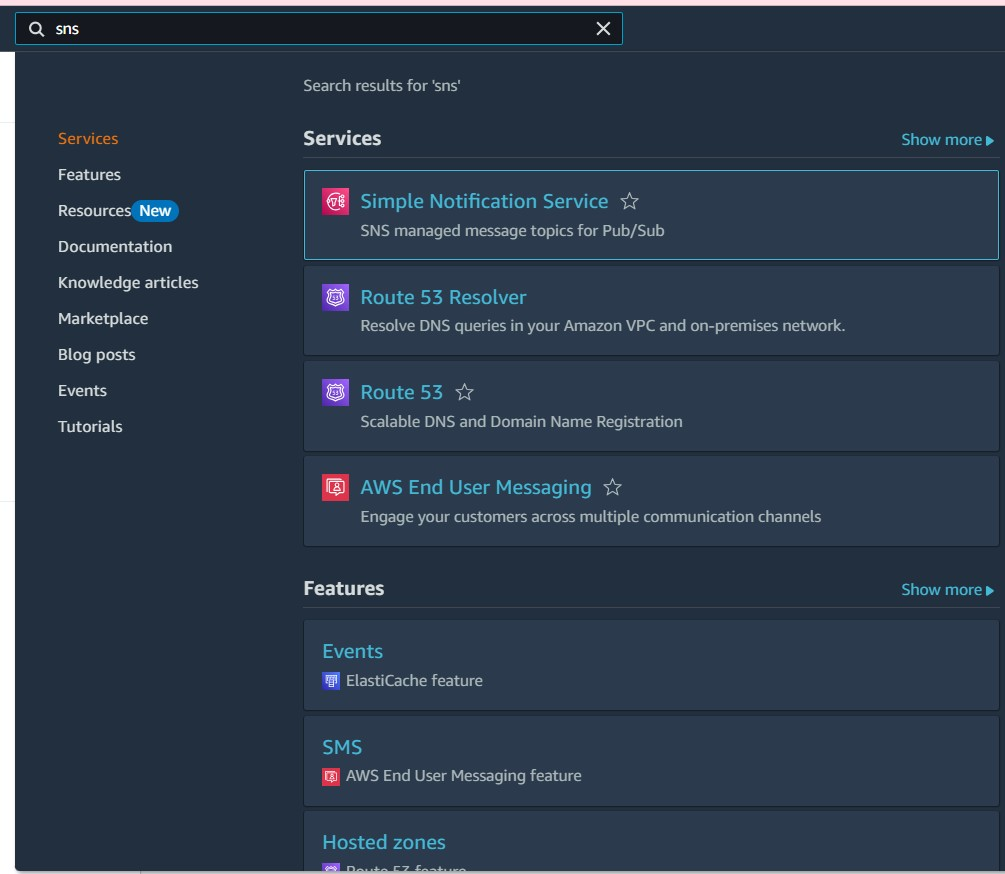 sns
Search results for 'sns'
Services
Features
Resources New
Documentation
Knowledge articles
Marketplace
Blog posts
Events
Tutorials
Services
Show more
Simple Notification Service
SNS managed message topics for Pub/Sub
Route 53 Resolver
Resolve DNS queries in your Amazon VPC and on-premises network.
Route 53
Scalable DNS and Domain Name Registration
AWS End User Messaging
Engage your customers across multiple communication channels
Features
Show more
Events
ElastiCache feature
SMS
AWS End User Messaging feature
Hosted zones
Route 53 feature